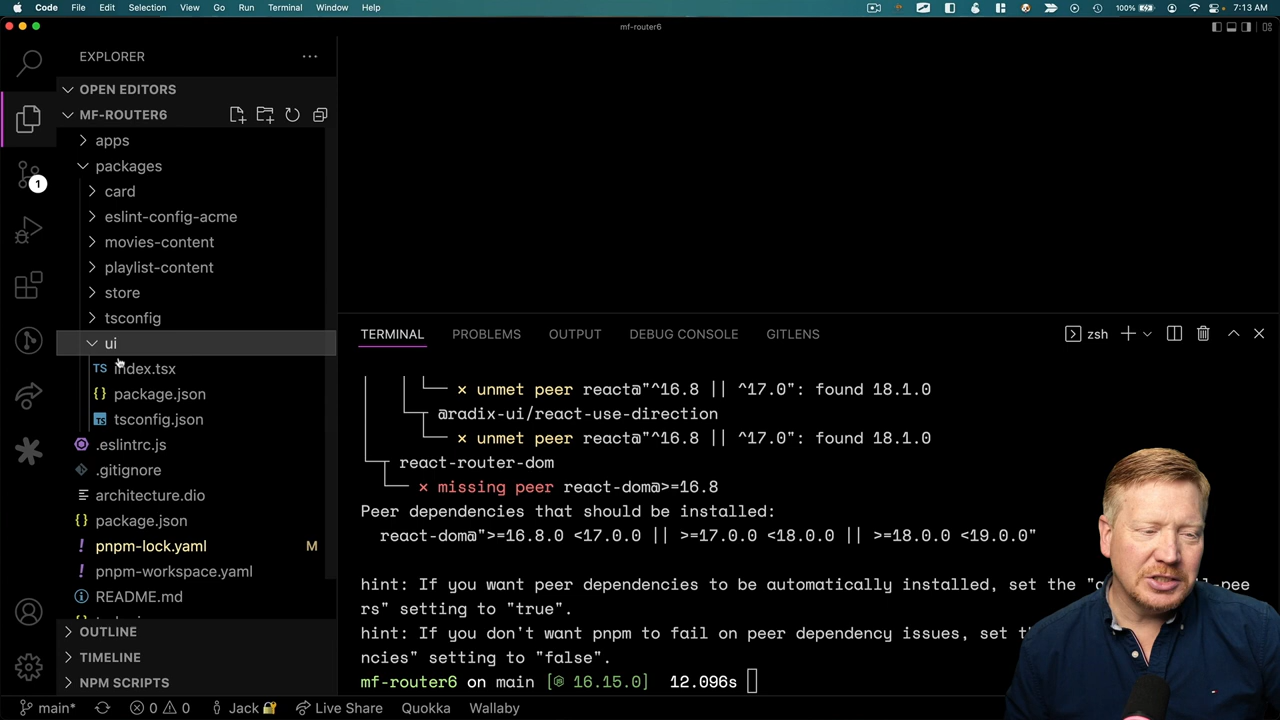 Code File Edit Selection View Go Run Terminal Window Help
100% Wed 7:13 AM
mf-router6
EXPLORER
OPEN EDITORS
MF-ROUTER6
apps
packages
card
eslint-config-acme
movies-content
playlist-content
store
tsconfig
ui
TS index.tsx
{} package.json
TS tsconfig.json
.eslintrc.js
.gitignore
architecture.dio
{} package.json
! pnpm-lock.yaml M
! pnpm-workspace.yaml
README.md
OUTLINE
TIMELINE
NPM SCRIPTS
1
TERMINAL PROBLEMS OUTPUT DEBUG CONSOLE GITLENS
zsh
× unmet peer react@"^16.8 || ^17.0": found 18.1.0
@radix-ui/react-use-direction
× unmet peer react@"^16.8 || ^17.0": found 18.1.0
react-router-dom
× missing peer react-dom@>=16.8
Peer dependencies that should be installed:
react-dom@">=16.8.0 <17.0.0 || >=17.0.0 <18.0.0 || >=18.0.0 <19.0.0"
hint: If you want peer dependencies to be automatically installed, set the
rs" setting to "true".
hint: If you don't want pnpm to fail on peer dependency issues, set
ncies" setting to "false".
mf-router6 on main [ 16.15.0] 12.096s
main* 0 0 Jack Live Share Quokka Wallaby